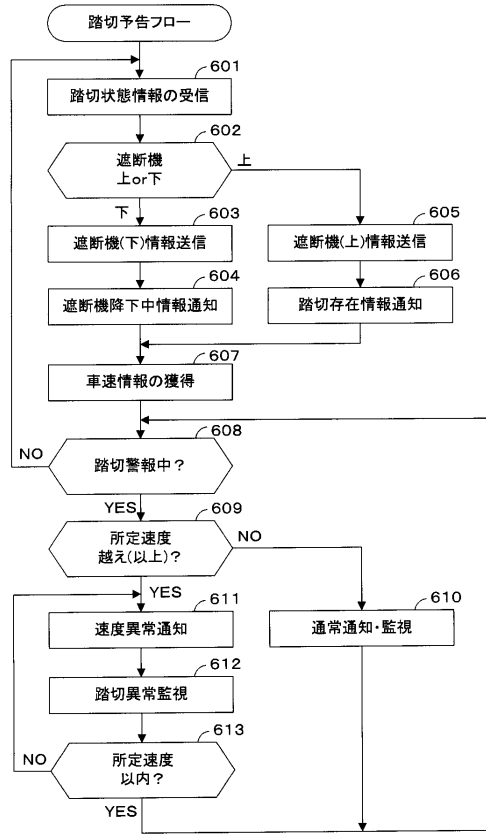 踏切予告フロー
601
踏切状態情報の受信
602
遮断機
上or下
上
下
603
遮断機(下)情報送信
605
遮断機(上)情報送信
604
遮断機降下中情報通知
606
踏切存在情報通知
607
車速情報の獲得
608
踏切警報中?
NO
YES
609
所定速度
越え(以上)?
NO
YES
611
速度異常通知
610
通常通知・監視
612
踏切異常監視
613
所定速度
以内?
NO
YES